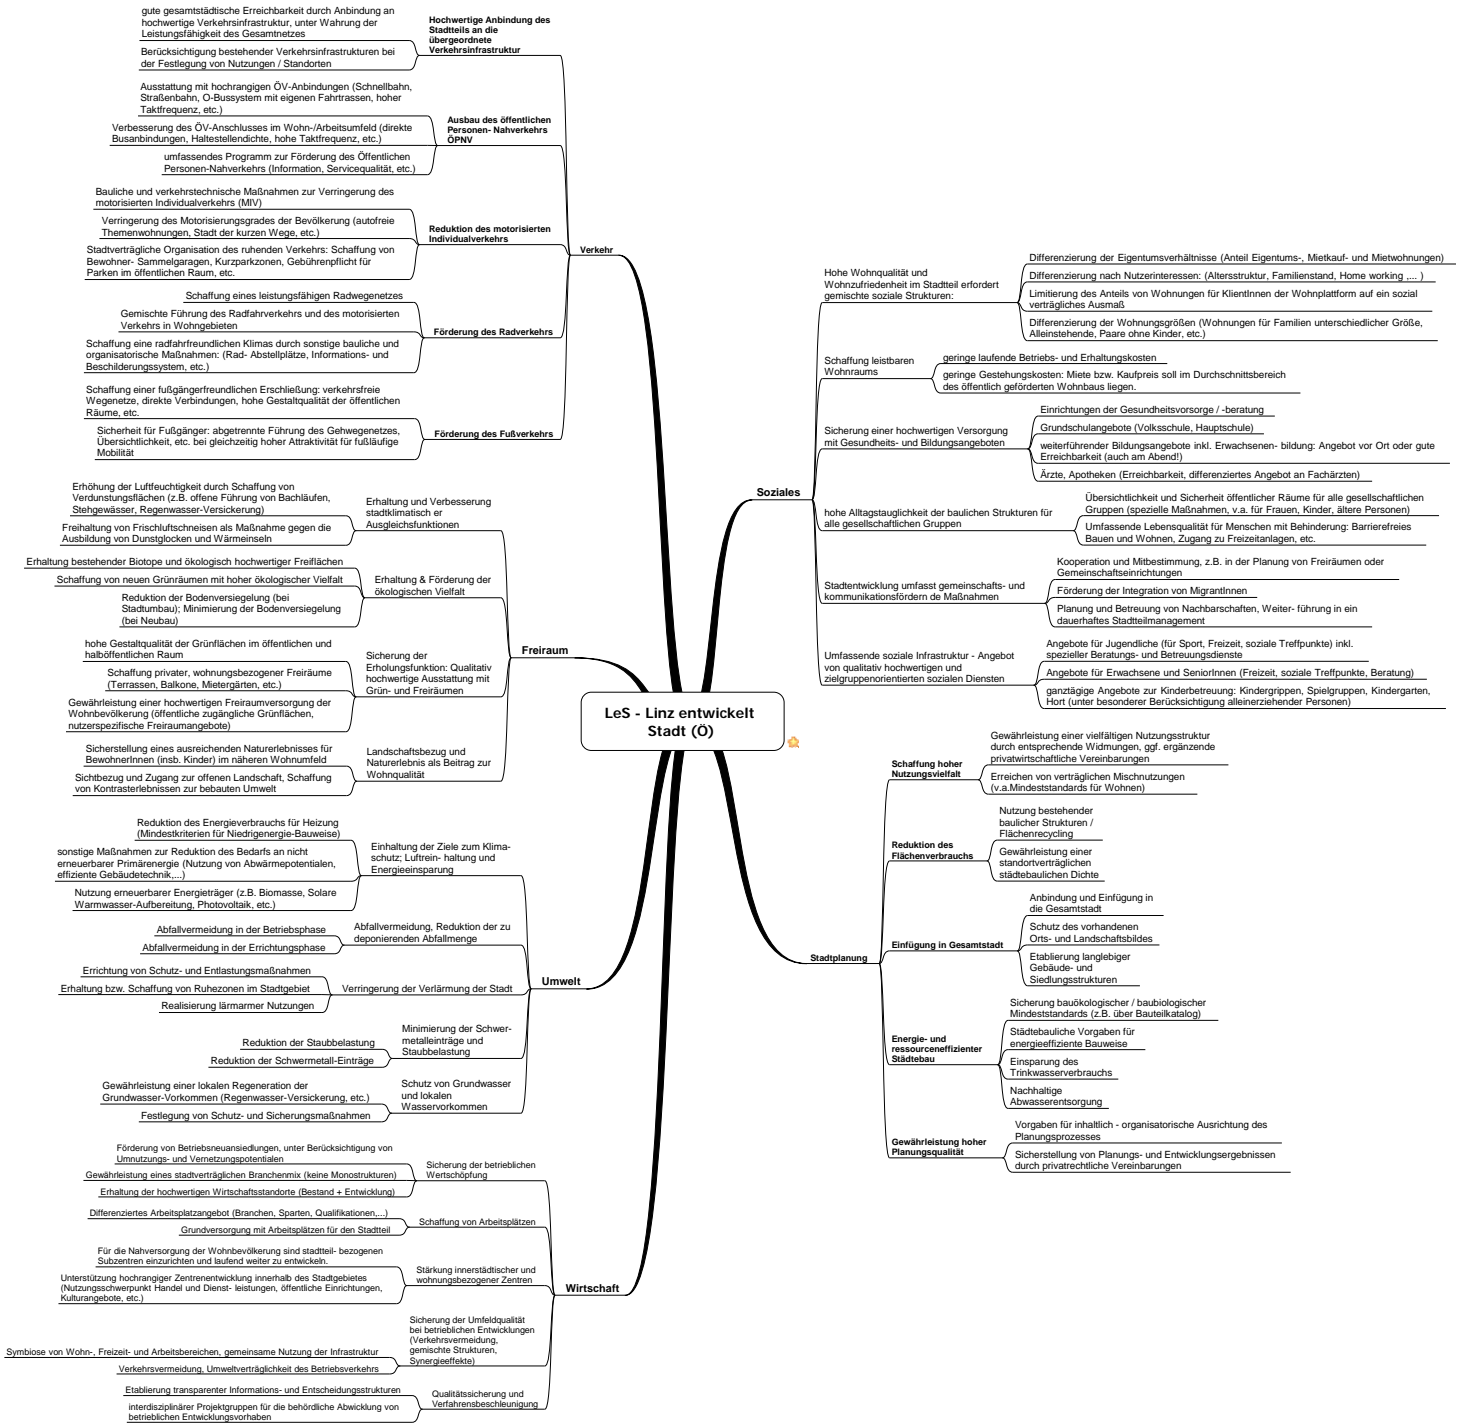 gute gesamtstädtische Erreichbarkeit durch Anbindung an
hochwertige Verkehrsinfrastruktur, unter Wahrung der
Leistungsfähigkeit des Gesamtnetzes
Berücksichtigung bestehender Verkehrsinfrastrukturen bei
der Festlegung von Nutzungen / Standorten
Hochwertige Anbindung des
Stadtteils an die
übergeordnete
Verkehrsinfrastruktur
Ausstattung mit hochrangigen ÖV-Anbindungen (Schnellbahn,
Straßenbahn, O-Bussystem mit eigenen Fahrtrassen, hoher
Taktfrequenz, etc.)
Verbesserung des ÖV-Anschlusses im Wohn-/Arbeitsumfeld (direkte
Busanbindungen, Haltestellendichte, hohe Taktfrequenz, etc.)
umfassendes Programm zur Förderung des Öffentlichen
Personen-Nahverkehrs (Information, Servicequalität, etc.)
Ausbau des öffentlichen
Personen- Nahverkehrs
ÖPNV
Bauliche und verkehrstechnische Maßnahmen zur Verringerung des
motorisierten Individualverkehrs (MIV)
Verringerung des Motorisierungsgrades der Bevölkerung (autofreie
Themenwohnungen, Stadt der kurzen Wege, etc.)
Stadtverträgliche Organisation des ruhenden Verkehrs: Schaffung von
Bewohner- Sammelgaragen, Kurzparkzonen, Gebührenpflicht für
Parken im öffentlichen Raum, etc.
Reduktion des motorisierten
Individualverkehrs
Verkehr
Schaffung eines leistungsfähigen Radwegenetzes
Gemischte Führung des Radfahrverkehrs und des motorisierten
Verkehrs in Wohngebieten
Schaffung eine radfahrfreundlichen Klimas durch sonstige bauliche und
organisatorische Maßnahmen: (Rad- Abstellplätze, Informations- und
Beschilderungssystem, etc.)
Förderung des Radverkehrs
Schaffung einer fußgängerfreundlichen Erschließung: verkehrsfreie
Wegenetze, direkte Verbindungen, hohe Gestaltqualität der öffentlichen
Räume, etc.
Sicherheit für Fußgänger: abgetrennte Führung des Gehwegenetzes,
Übersichtlichkeit, etc. bei gleichzeitig hoher Attraktivität für fußläufige
Mobilität
Förderung des Fußverkehrs
Erhöhung der Luftfeuchtigkeit durch Schaffung von
Verdunstungsflächen (z.B. offene Führung von Bachläufen,
Stehgewässer, Regenwasser-Versickerung)
Freihaltung von Frischluftschneisen als Maßnahme gegen die
Ausbildung von Dunstglocken und Wärmeinseln
Erhaltung und Verbesserung
stadtklimatisch er
Ausgleichsfunktionen
Erhaltung bestehender Biotope und ökologisch hochwertiger Freiflächen
Schaffung von neuen Grünräumen mit hoher ökologischer Vielfalt
Reduktion der Bodenversiegelung (bei
Stadtumbau); Minimierung der Bodenversiegelung
(bei Neubau)
Erhaltung & Förderung der
ökologischen Vielfalt
Freiraum
hohe Gestaltqualität der Grünflächen im öffentlichen und
halböffentlichen Raum
Schaffung privater, wohnungsbezogener Freiräume
(Terrassen, Balkone, Mietergärten, etc.)
Gewährleistung einer hochwertigen Freiraumversorgung der
Wohnbevölkerung (öffentliche zugängliche Grünflächen,
nutzerspezifische Freiraumangebote)
Sicherung der
Erholungsfunktion: Qualitativ
hochwertige Ausstattung mit
Grün- und Freiräumen
Sicherstellung eines ausreichenden Naturerlebnisses für
BewohnerInnen (insb. Kinder) im näheren Wohnumfeld
Sichtbezug und Zugang zur offenen Landschaft, Schaffung
von Kontrasterlebnissen zur bebauten Umwelt
Landschaftsbezug und
Naturerlebnis als Beitrag zur
Wohnqualität
LeS - Linz entwickelt
Stadt (Ö)
Reduktion des Energieverbrauchs für Heizung
(Mindestkriterien für Niedrigenergie-Bauweise)
sonstige Maßnahmen zur Reduktion des Bedarfs an nicht
erneuerbarer Primärenergie (Nutzung von Abwärmepotentialen,
effiziente Gebäudetechnik,...)
Nutzung erneuerbarer Energieträger (z.B. Biomasse, Solare
Warmwasser-Aufbereitung, Photovoltaik, etc.)
Einhaltung der Ziele zum Klima-
schutz; Luftrein- haltung und
Energieeinsparung
Abfallvermeidung in der Betriebsphase
Abfallvermeidung in der Errichtungsphase
Abfallvermeidung, Reduktion der zu
deponierenden Abfallmenge
Umwelt
Errichtung von Schutz- und Entlastungsmaßnahmen
Erhaltung bzw. Schaffung von Ruhezonen im Stadtgebiet
Realisierung lärmarmer Nutzungen
Verringerung der Verlärmung der Stadt
Reduktion der Staubbelastung
Reduktion der Schwermetall-Einträge
Minimierung der Schwer-
metalleinträge und
Staubbelastung
Gewährleistung einer lokalen Regeneration der
Grundwasser-Vorkommen (Regenwasser-Versickerung, etc.)
Festlegung von Schutz- und Sicherungsmaßnahmen
Schutz von Grundwasser
und lokalen
Wasservorkommen
Förderung von Betriebsneuansiedlungen, unter Berücksichtigung von
Umnutzungs- und Vernetzungspotentialen
Gewährleistung eines stadtverträglichen Branchenmix (keine Monostrukturen)
Erhaltung der hochwertigen Wirtschaftsstandorte (Bestand + Entwicklung)
Sicherung der betrieblichen
Wertschöpfung
Differenziertes Arbeitsplatzangebot (Branchen, Sparten, Qualifikationen,...)
Grundversorgung mit Arbeitsplätzen für den Stadtteil
Schaffung von Arbeitsplätzen
Für die Nahversorgung der Wohnbevölkerung sind stadtteil- bezogenen
Subzentren einzurichten und laufend weiter zu entwickeln.
Unterstützung hochrangiger Zentrenentwicklung innerhalb des Stadtgebietes
(Nutzungsschwerpunkt Handel und Dienst- leistungen, öffentliche Einrichtungen,
Kulturangebote, etc.)
Stärkung innerstädtischer und
wohnungsbezogener Zentren
Wirtschaft
Symbiose von Wohn-, Freizeit- und Arbeitsbereichen, gemeinsame Nutzung der Infrastruktur
Verkehrsvermeidung, Umweltverträglichkeit des Betriebsverkehrs
Sicherung der Umfeldqualität
bei betrieblichen Entwicklungen
(Verkehrsvermeidung,
gemischte Strukturen,
Synergieeffekte)
Etablierung transparenter Informations- und Entscheidungsstrukturen
interdisziplinärer Projektgruppen für die behördliche Abwicklung von
betrieblichen Entwicklungsvorhaben
Qualitätssicherung und
Verfahrensbeschleunigung
Soziales
Hohe Wohnqualität und
Wohnzufriedenheit im Stadtteil erfordert
gemischte soziale Strukturen:
Differenzierung der Eigentumsverhältnisse (Anteil Eigentums-, Mietkauf- und Mietwohnungen)
Differenzierung nach Nutzerinteressen: (Altersstruktur, Familienstand, Home working ,... )
Limitierung des Anteils von Wohnungen für KlientInnen der Wohnplattform auf ein sozial
verträgliches Ausmaß
Differenzierung der Wohnungsgrößen (Wohnungen für Familien unterschiedlicher Größe,
Alleinstehende, Paare ohne Kinder, etc.)
Schaffung leistbaren
Wohnraums
geringe laufende Betriebs- und Erhaltungskosten
geringe Gestehungskosten: Miete bzw. Kaufpreis soll im Durchschnittsbereich
des öffentlich geförderten Wohnbaus liegen.
Sicherung einer hochwertigen Versorgung
mit Gesundheits- und Bildungsangeboten
Einrichtungen der Gesundheitsvorsorge / -beratung
Grundschulangebote (Volksschule, Hauptschule)
weiterführender Bildungsangebote inkl. Erwachsenen- bildung: Angebot vor Ort oder gute
Erreichbarkeit (auch am Abend!)
Ärzte, Apotheken (Erreichbarkeit, differenziertes Angebot an Fachärzten)
hohe Alltagstauglichkeit der baulichen Strukturen für
alle gesellschaftlichen Gruppen
Übersichtlichkeit und Sicherheit öffentlicher Räume für alle gesellschaftlichen
Gruppen (spezielle Maßnahmen, v.a. für Frauen, Kinder, ältere Personen)
Umfassende Lebensqualität für Menschen mit Behinderung: Barrierefreies
Bauen und Wohnen, Zugang zu Freizeitanlagen, etc.
Stadtentwicklung umfasst gemeinschafts- und
kommunikationsfördern de Maßnahmen
Kooperation und Mitbestimmung, z.B. in der Planung von Freiräumen oder
Gemeinschaftseinrichtungen
Förderung der Integration von MigrantInnen
Planung und Betreuung von Nachbarschaften, Weiter- führung in ein
dauerhaftes Stadtteilmanagement
Umfassende soziale Infrastruktur - Angebot
von qualitativ hochwertigen und
zielgruppenorientierten sozialen Diensten
Angebote für Jugendliche (für Sport, Freizeit, soziale Treffpunkte) inkl.
spezieller Beratungs- und Betreuungsdienste
Angebote für Erwachsene und SeniorInnen (Freizeit, soziale Treffpunkte, Beratung)
ganztägige Angebote zur Kinderbetreuung: Kindergrippen, Spielgruppen, Kindergarten,
Hort (unter besonderer Berücksichtigung alleinerziehender Personen)
Stadtplanung
Schaffung hoher
Nutzungsvielfalt
Gewährleistung einer vielfältigen Nutzungsstruktur
durch entsprechende Widmungen, ggf. ergänzende
privatwirtschaftliche Vereinbarungen
Erreichen von verträglichen Mischnutzungen
(v.a.Mindeststandards für Wohnen)
Reduktion des
Flächenverbrauchs
Nutzung bestehender
baulicher Strukturen /
Flächenrecycling
Gewährleistung einer
standortverträglichen
städtebaulichen Dichte
Einfügung in Gesamtstadt
Anbindung und Einfügung in
die Gesamtstadt
Schutz des vorhandenen
Orts- und Landschaftsbildes
Etablierung langlebiger
Gebäude- und
Siedlungsstrukturen
Energie- und
ressourceneffizienter
Städtebau
Sicherung bauökologischer / baubiologischer
Mindeststandards (z.B. über Bauteilkatalog)
Städtebauliche Vorgaben für
energieeffiziente Bauweise
Einsparung des
Trinkwasserverbrauchs
Nachhaltige
Abwasserentsorgung
Gewährleistung hoher
Planungsqualität
Vorgaben für inhaltlich - organisatorische Ausrichtung des
Planungsprozesses
Sicherstellung von Planungs- und Entwicklungsergebnissen
durch privatrechtliche Vereinbarungen